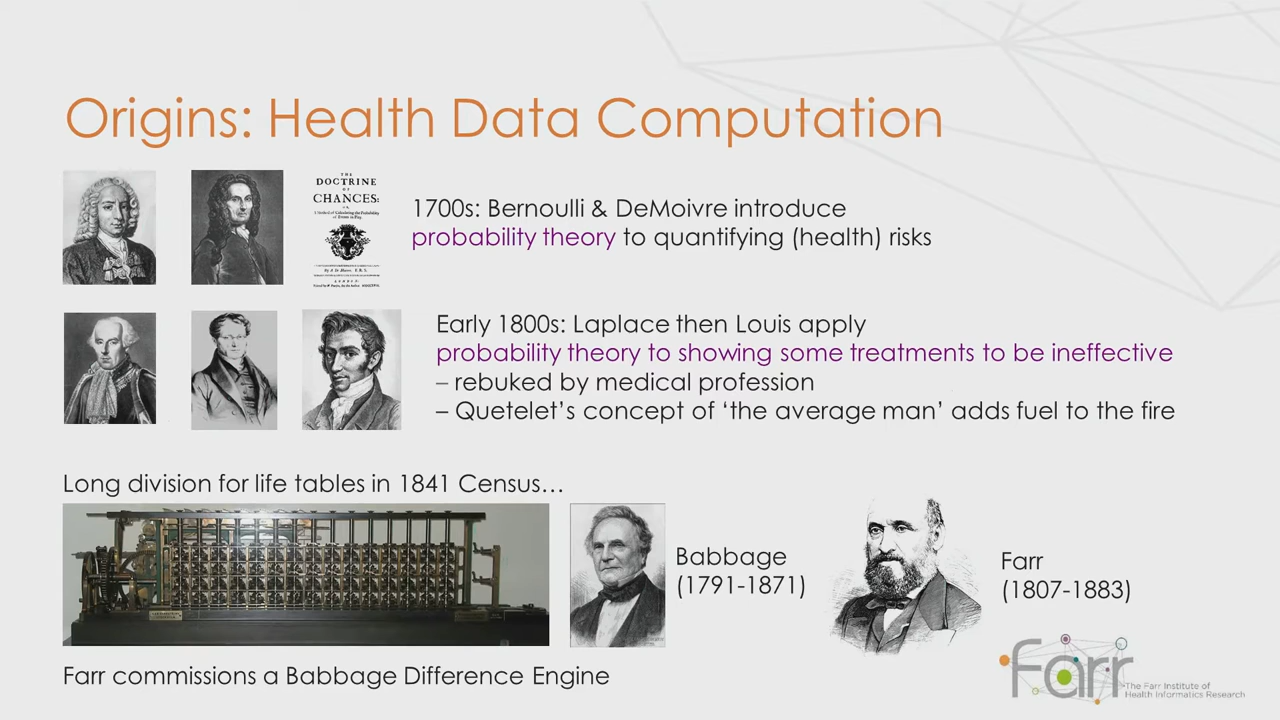 Origins: Health Data Computation
THE
DOCTRINE
OF
CHANCES:
1700s: Bernoulli & DeMoivre introduce
probability theory to quantifying (health) risks
Early 1800s: Laplace then Louis apply
probability theory to showing some treatments to be ineffective
– rebuked by medical profession
– Quetelet’s concept of ‘the average man’ adds fuel to the fire
Long division for life tables in 1841 Census…
Babbage
(1791-1871)
Farr
(1807-1883)
Farr commissions a Babbage Difference Engine
farr
The Farr Institute of
Health Informatics Research